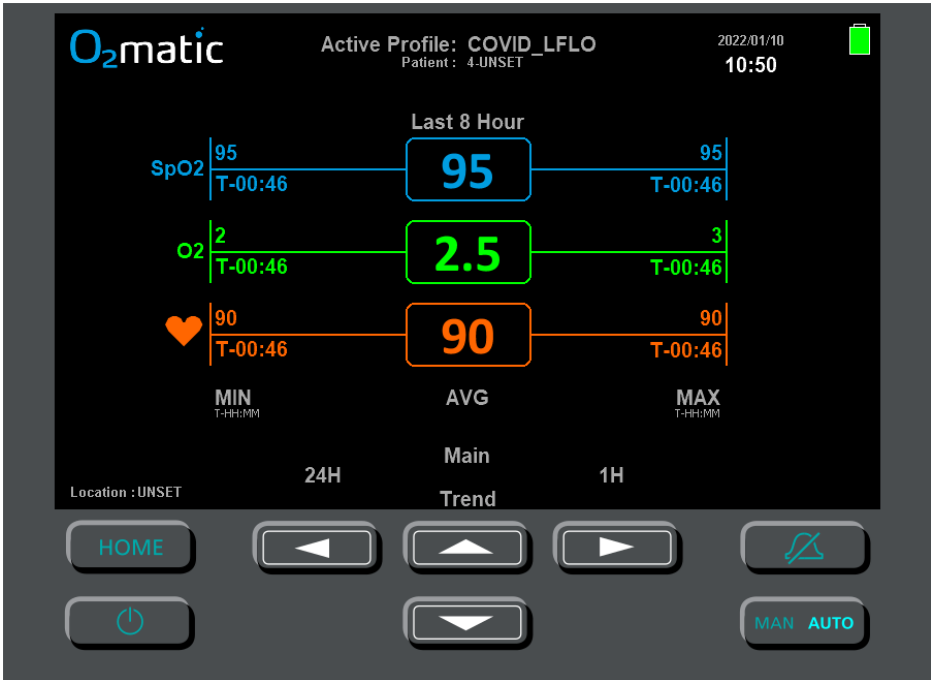 O2matic
Active Profile: COVID_LFLO
Patient : 4-UNSET
2022/01/10
10:50
Last 8 Hour
SpO2 95 95 95
T-00:46 T-00:46
O2 2 2.5 3
T-00:46 T-00:46
90 90 90
T-00:46 T-00:46
MIN AVG MAX
T-HH:MM T-HH:MM
Main
24H 1H
Location : UNSET
Trend
HOME
MAN AUTO